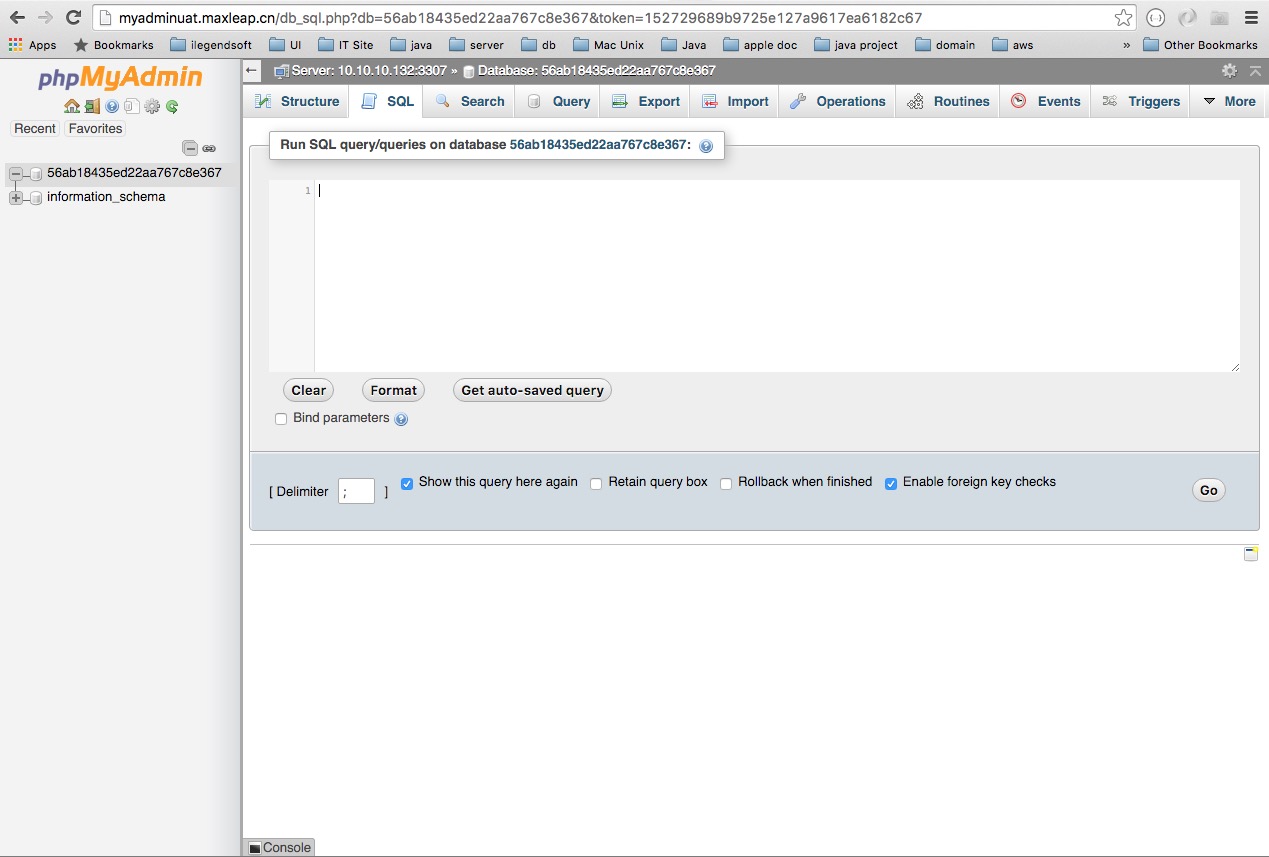 myadminuat.maxleap.cn/db_sql.php?db=56ab18435ed22aa767c8e367&token=152729689b9725e127a9617ea6182c67
Apps Bookmarks ilegendsoft UI IT Site java server db Mac Unix Java apple doc java project domain aws » Other Bookmarks
phpMyAdmin
Recent Favorites
56ab18435ed22aa767c8e367
information_schema
Server: 10.10.10.132:3307 » Database: 56ab18435ed22aa767c8e367
Structure SQL Search Query Export Import Operations Routines Events Triggers More
Run SQL query/queries on database 56ab18435ed22aa767c8e367:
1
Clear Format Get auto-saved query
Bind parameters
[ Delimiter ; ] Show this query here again Retain query box Rollback when finished Enable foreign key checks Go
Console